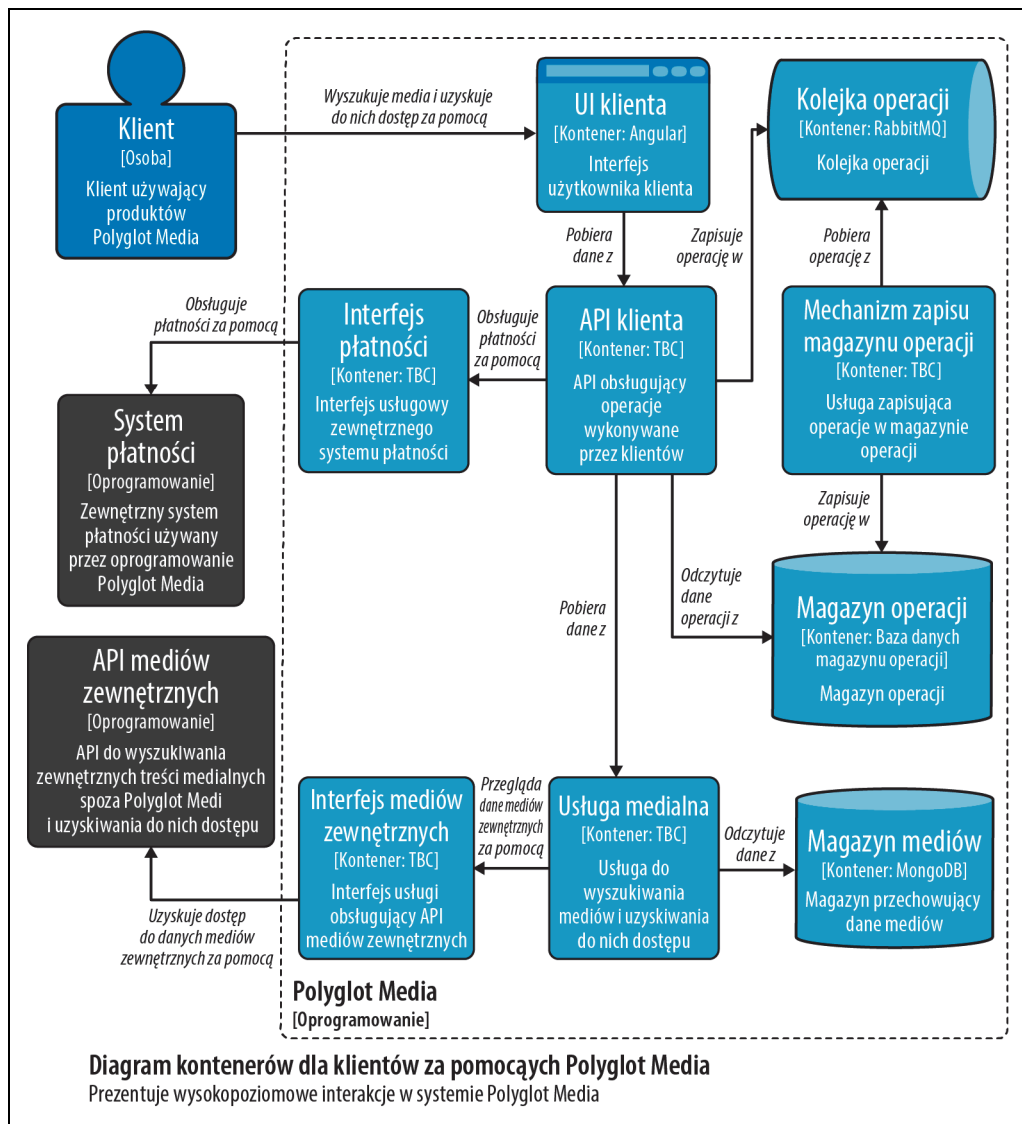 Klient
[Osoba]
Klient używający
produktów
Polyglot Media
Wyszukuje media i uzyskuje
do nich dostęp za pomocą
UI klienta
[Kontener: Angular]
Interfejs
użytkownika klienta
Kolejka operacji
[Kontener: RabbitMQ]
Kolejka operacji
Pobiera
dane z
Zapisuje
operację w
Pobiera
operację z
Obsługuje
płatności za pomocą
Interfejs
płatności
[Kontener: TBC]
Interfejs usługowy
zewnętrznego
systemu płatności
Obsługuje
płatności
za pomocą
API klienta
[Kontener: TBC]
API obsługujący
operacje
wykonywane
przez klientów
Mechanizm zapisu
magazynu operacji
[Kontener: TBC]
Usługa zapisująca
operacje w magazynie
operacji
System
płatności
[Oprogramowanie]
Zewnętrzny system
płatności używany
przez oprogramowanie
Polyglot Media
Zapisuje
operację w
Pobiera
dane z
Odczytuje
dane
operacji z
Magazyn operacji
[Kontener: Baza danych
magazynu operacji]
Magazyn operacji
API mediów
zewnętrznych
[Oprogramowanie]
API do wyszukiwania
zewnętrznych treści medialnych
spoza Polyglot Medi
i uzyskiwania do nich dostępu
Uzyskuje dostęp
do danych mediów
zewnętrznych za pomocą
Interfejs mediów
zewnętrznych
[Kontener: TBC]
Interfejs usługi
obsługujący API
mediów zewnętrznych
Przegląda
dane mediów
zewnętrznych
za pomocą
Usługa medialna
[Kontener: TBC]
Usługa do
wyszukiwania
mediów i uzyskiwania
do nich dostępu
Odczytuje
dane z
Magazyn mediów
[Kontener: MongoDB]
Magazyn przechowujący
dane mediów
Polyglot Media
[Oprogramowanie]
Diagram kontenerów dla klientów za pomocąych Polyglot Media
Prezentuje wysokopoziomowe interakcje w systemie Polyglot Media